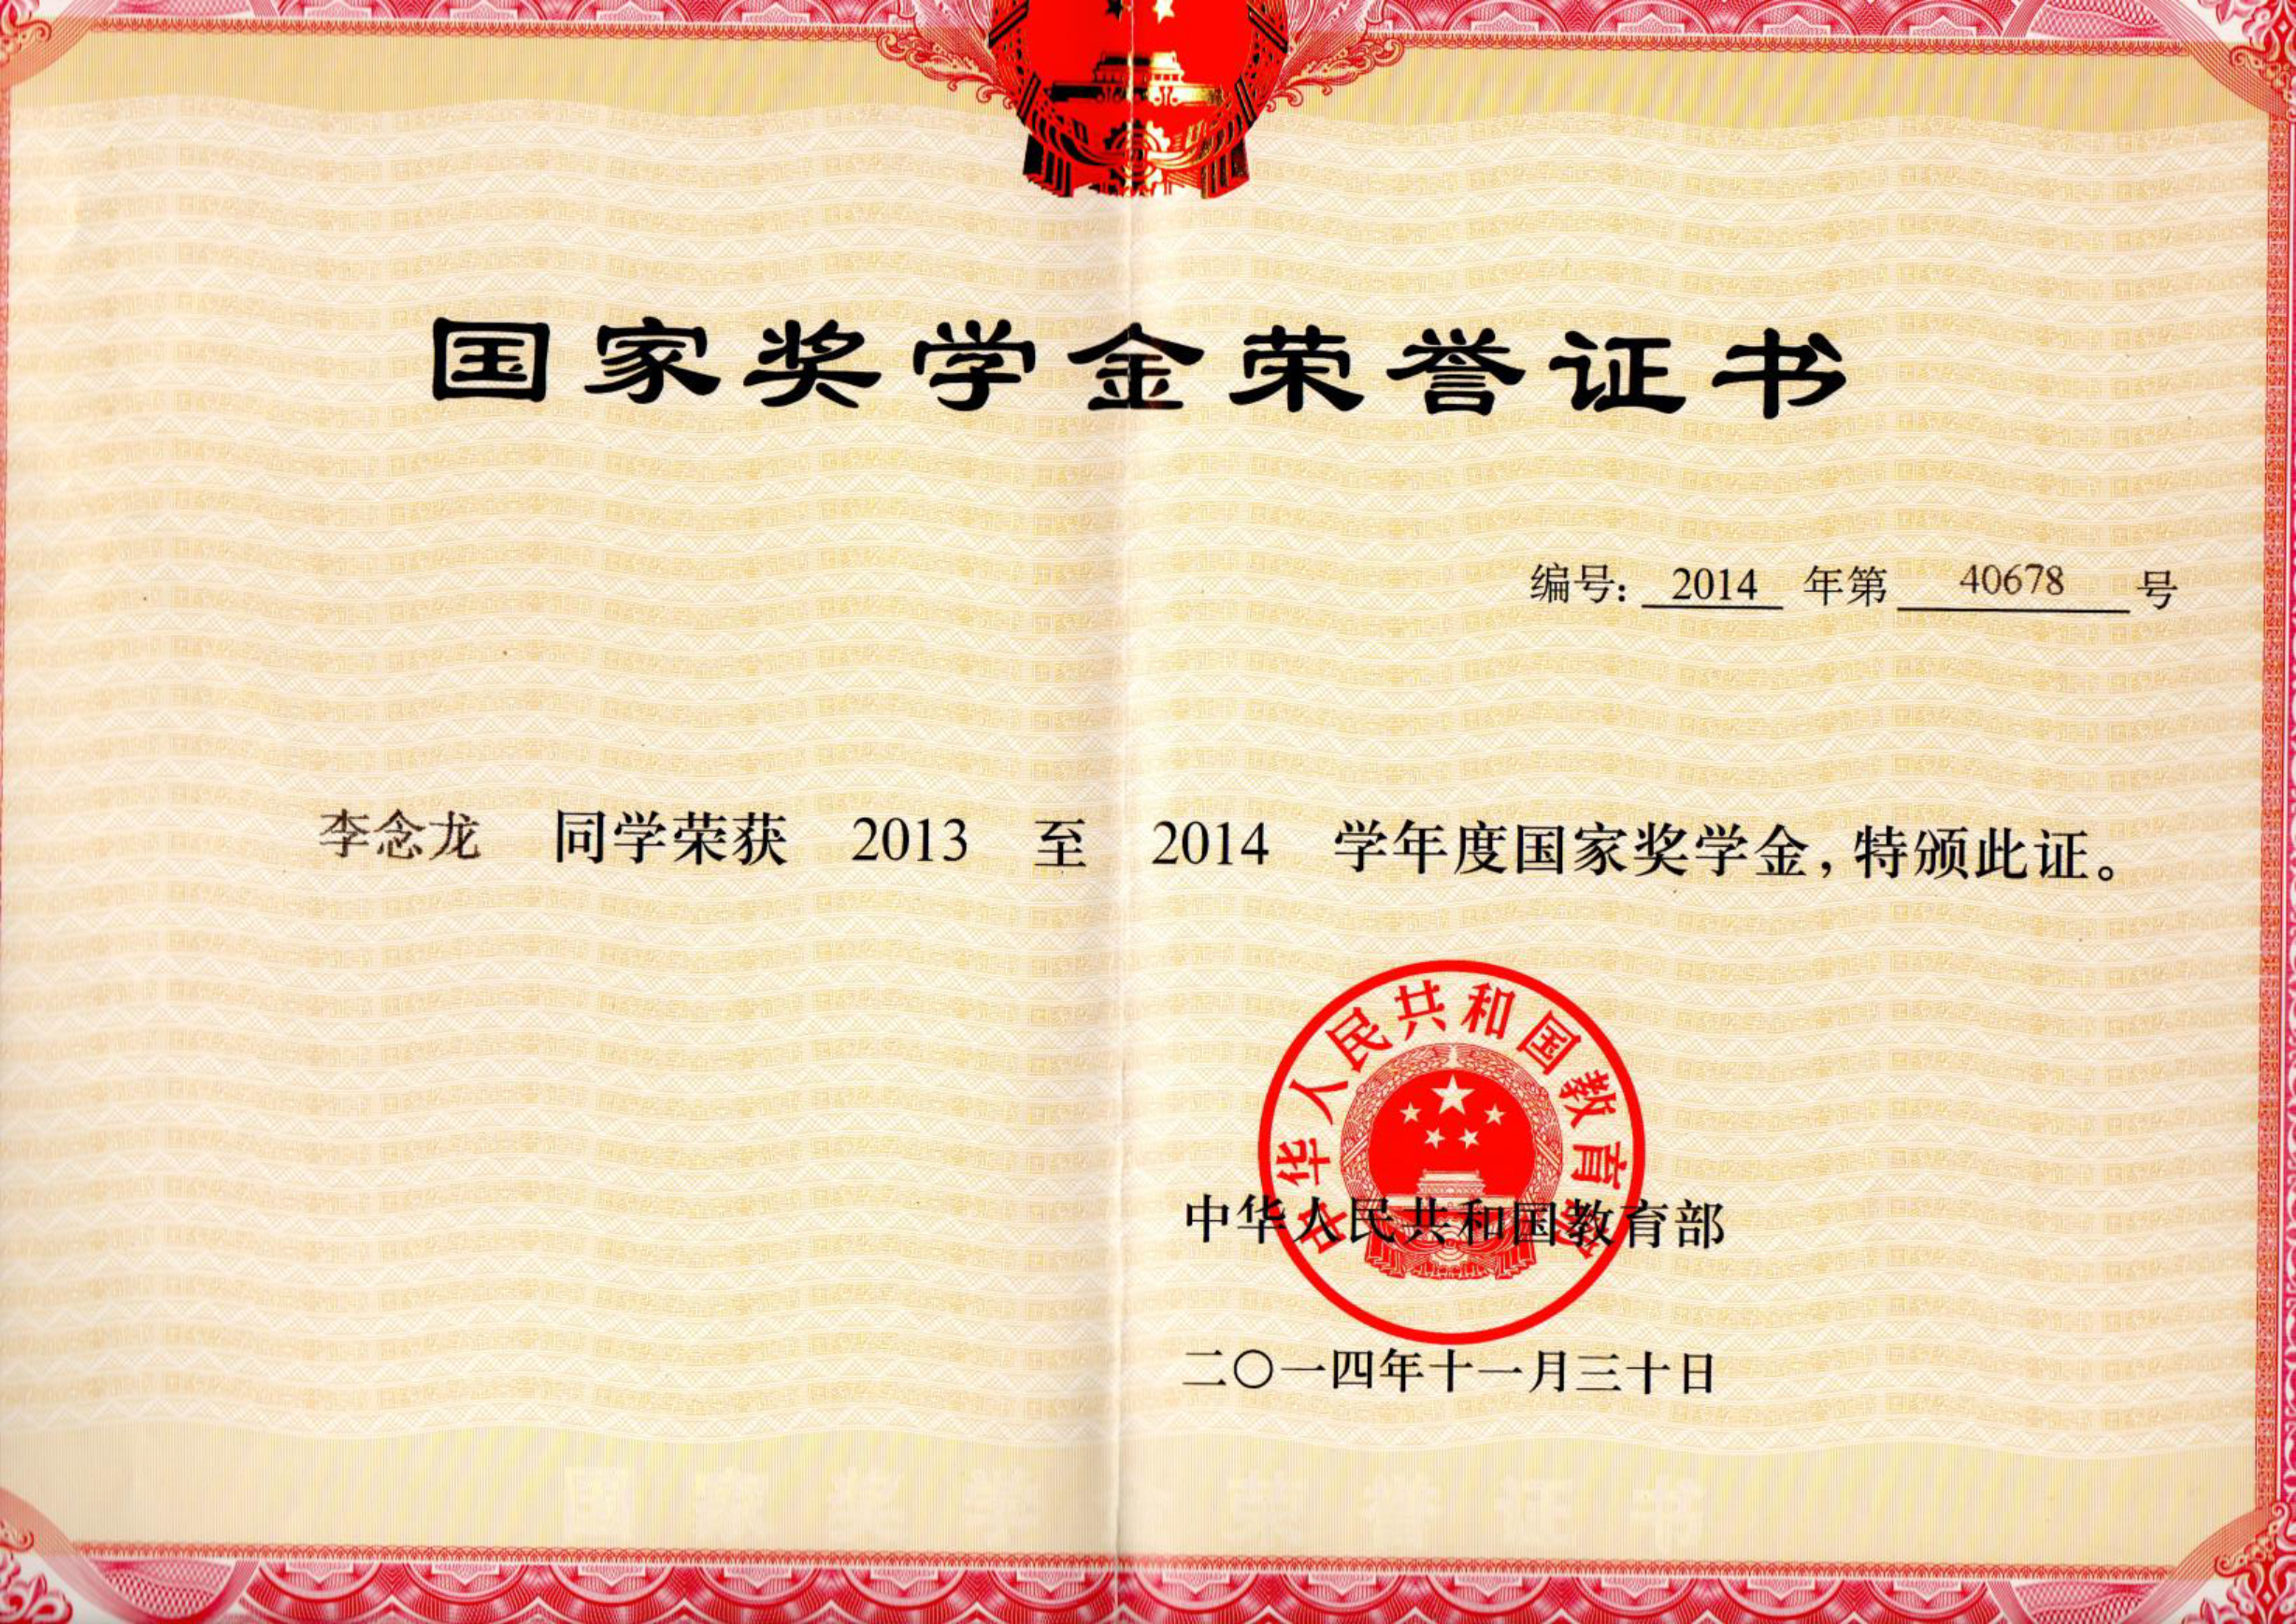 国家奖学金荣誉证书
编号: 2014 年第 40678 号
李念龙 同学荣获 2013 至 2014 学年度国家奖学金,特颁此证。
中华人民共和国教育部
中华人民共和国教育部
二〇一四年十一月三十日
国家奖学金荣誉证书